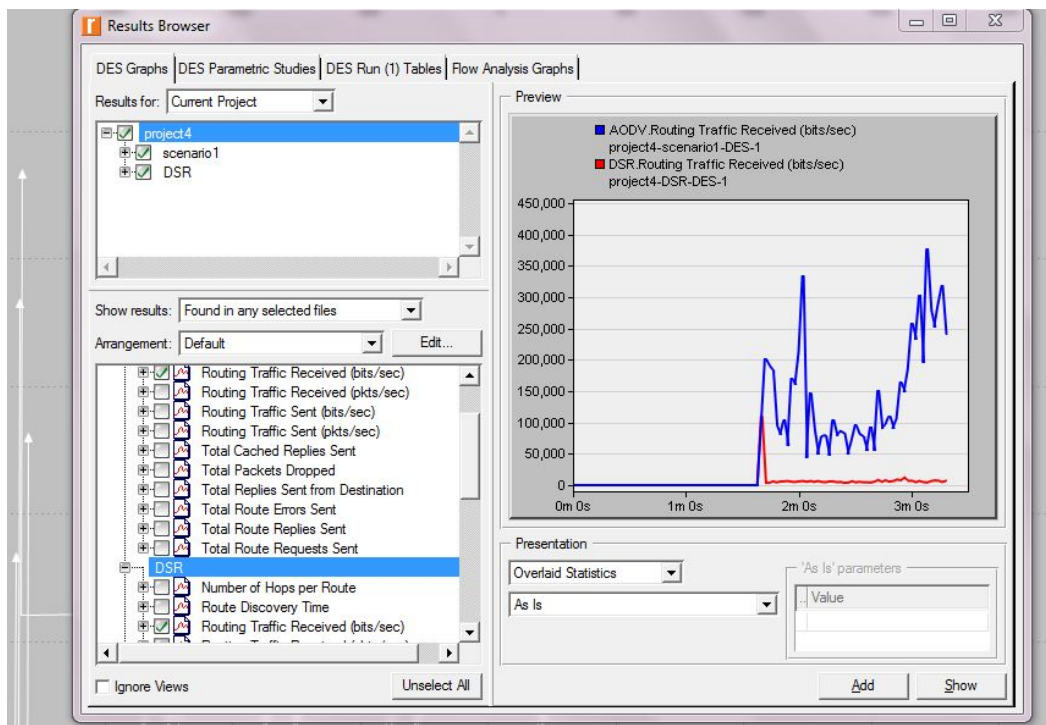 Results Browser
DES Graphs DES Parametric Studies DES Run (1) Tables Flow Analysis Graphs
Results for: Current Project
project4
scenario1
DSR
Show results: Found in any selected files
Arrangement: Default Edit...
Routing Traffic Received (bits/sec)
Routing Traffic Received (pkts/sec)
Routing Traffic Sent (bits/sec)
Routing Traffic Sent (pkts/sec)
Total Cached Replies Sent
Total Packets Dropped
Total Replies Sent from Destination
Total Route Errors Sent
Total Route Replies Sent
Total Route Requests Sent
DSR
Number of Hops per Route
Route Discovery Time
Routing Traffic Received (bits/sec)
Ignore Views Unselect All
Preview
AODV.Routing Traffic Received (bits/sec)
project4-scenario1-DES-1
DSR.Routing Traffic Received (bits/sec)
project4-DSR-DES-1
450,000
400,000
350,000
300,000
250,000
200,000
150,000
100,000
50,000
0
0m 0s 1m 0s 2m 0s 3m 0s
Presentation
Overlaid Statistics
As Is
'As Is' parameters
.. Value
Add Show